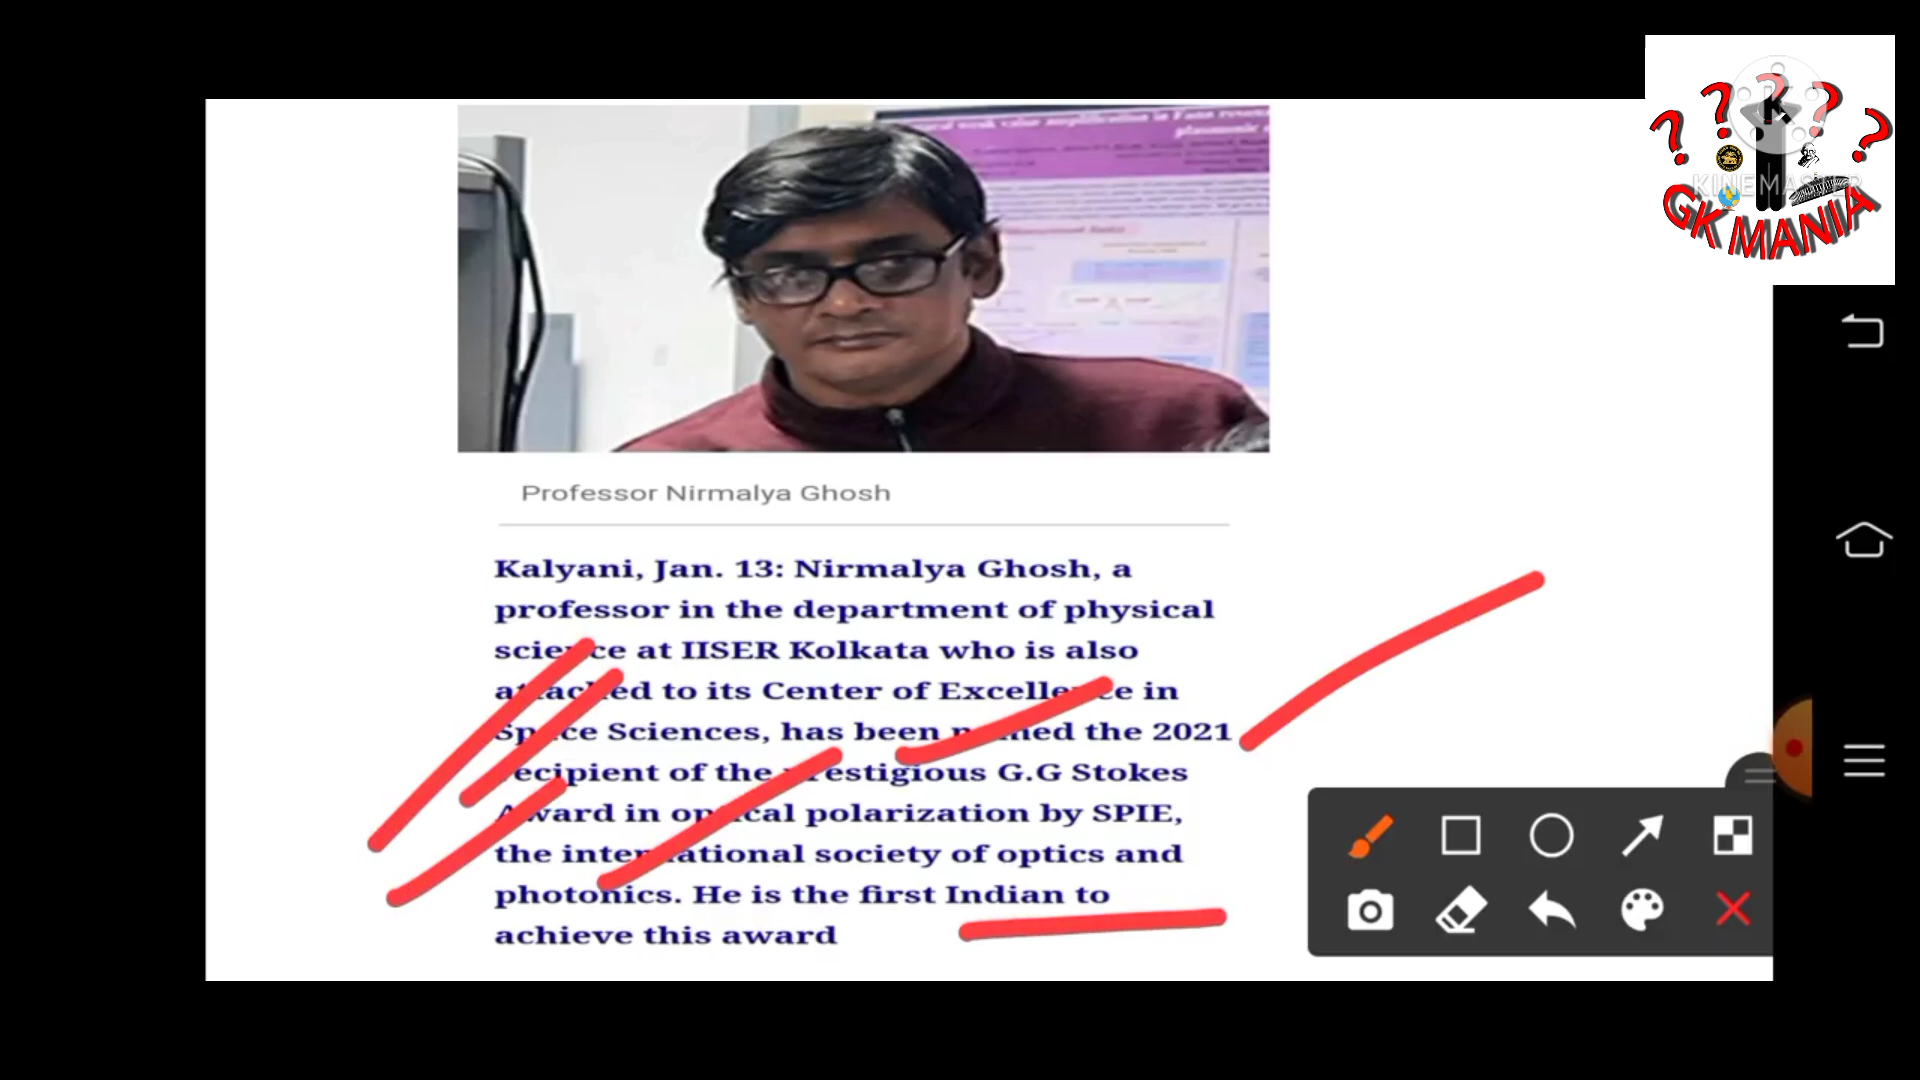 KINEMASTER
GK MANIA
Professor Nirmalya Ghosh
Kalyani, Jan. 13: Nirmalya Ghosh, a
professor in the department of physical
science at IISER Kolkata who is also
attached to its Center of Excellence in
Space Sciences, has been named the 2021
recipient of the prestigious G.G Stokes
Award in optical polarization by SPIE,
the international society of optics and
photonics. He is the first Indian to
achieve this award